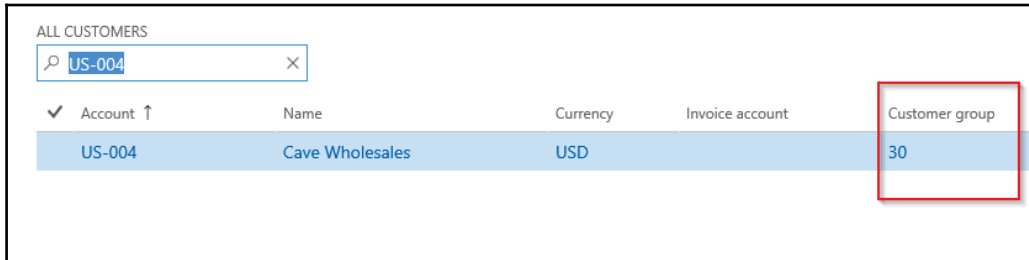 ALL CUSTOMERS
US-004
Account ↑ Name Currency Invoice account Customer group
US-004 Cave Wholesales USD 30